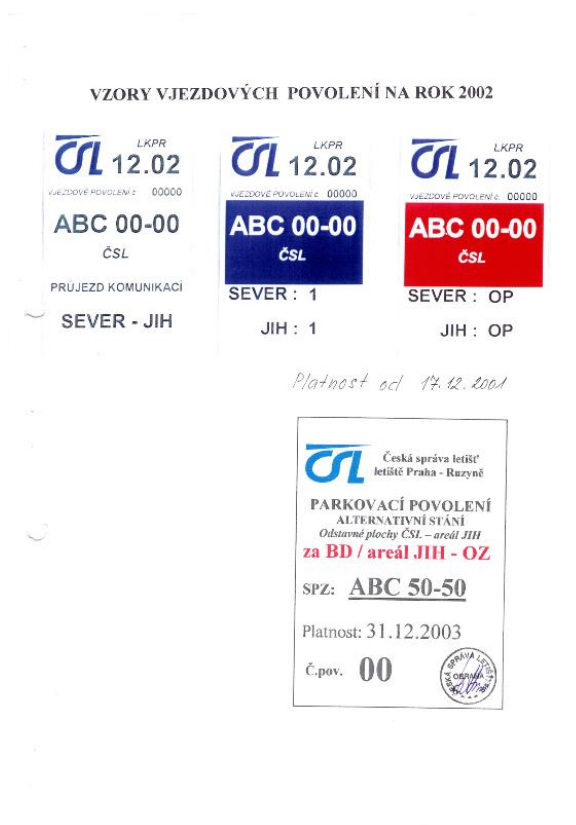 VZORY VJEZDOVÝCH POVOLENÍ NA ROK 2002
ČSL
LKPR
12.02
VJEZDOVÉ POVOLENÍ č. 00000
ABC 00-00
ČSL
PRŮJEZD KOMUNIKACÍ
SEVER - JIH
ČSL
LKPR
12.02
VJEZDOVÉ POVOLENÍ č. 00000
ABC 00-00
ČSL
SEVER : 1
JIH : 1
ČSL
LKPR
12.02
VJEZDOVÉ POVOLENÍ č. 00000
ABC 00-00
ČSL
SEVER : OP
JIH : OP
Platnost od 17.12.2001
ČSL
Česká správa letišť
letiště Praha - Ruzyně
PARKOVACÍ POVOLENÍ
ALTERNATIVNÍ STÁNÍ
Odstavné plochy ČSL – areál JIH
za BD / areál JIH - OZ
SPZ: ABC 50-50
Platnost: 31.12.2003
Č.pov. 00
ČESKÁ SPRÁVA LETIŠŤ
OSTRAHA